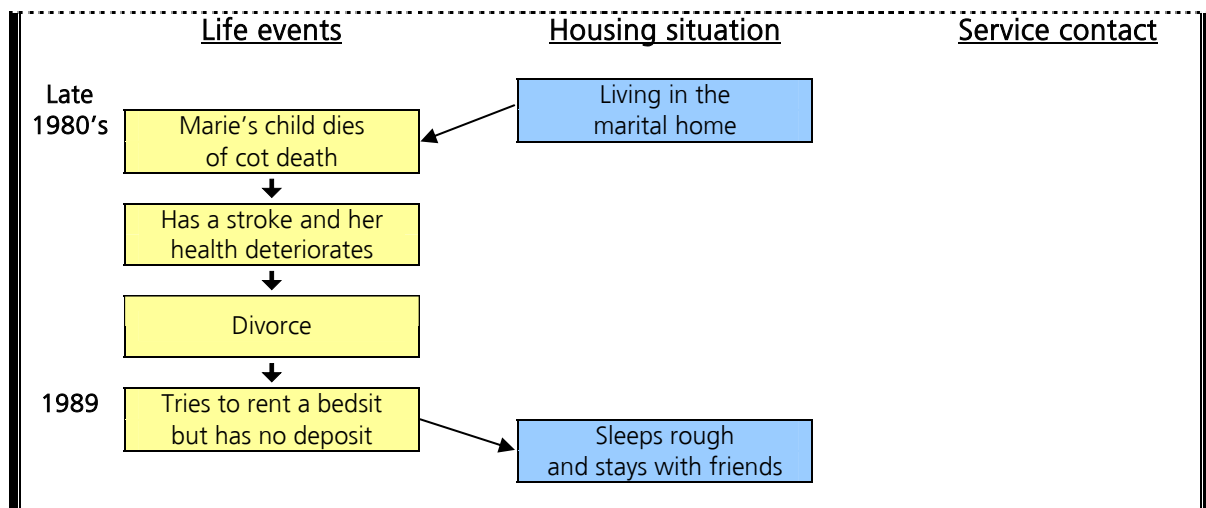 Life events
Housing situation
Service contact
Late
1980's
Living in the
marital home
Marie's child dies
of cot death
Has a stroke and her
health deteriorates
Divorce
1989
Tries to rent a bedsit
but has no deposit
Sleeps rough
and stays with friends